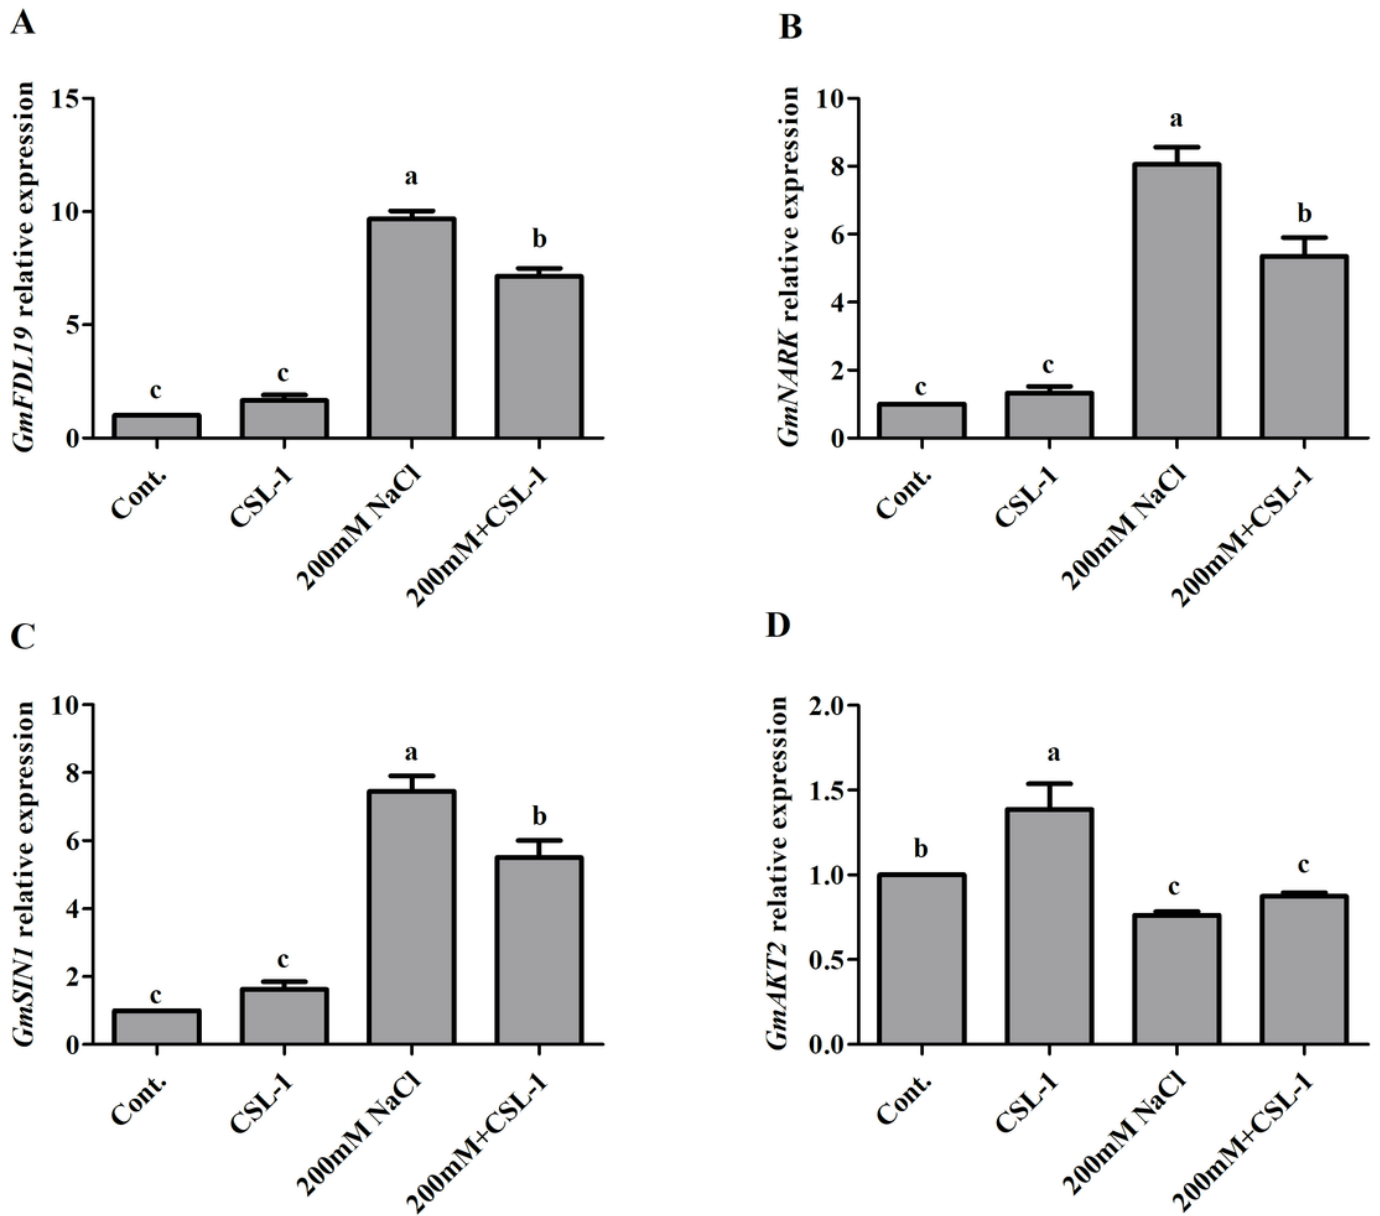 A
GmFDL19 relative expression
15
10
5
0
c
c
a
b
Cont.
CSL-1
200mM NaCl
200mM+CSL-1
B
GmNARK relative expression
10
8
6
4
2
0
c
c
a
b
Cont.
CSL-1
200mM NaCl
200mM+CSL-1
C
GmSIN1 relative expression
10
8
6
4
2
0
c
c
a
b
Cont.
CSL-1
200mM NaCl
200mM+CSL-1
D
GmAKT2 relative expression
2.0
1.5
1.0
0.5
0.0
b
a
c
c
Cont.
CSL-1
200mM NaCl
200mM+CSL-1